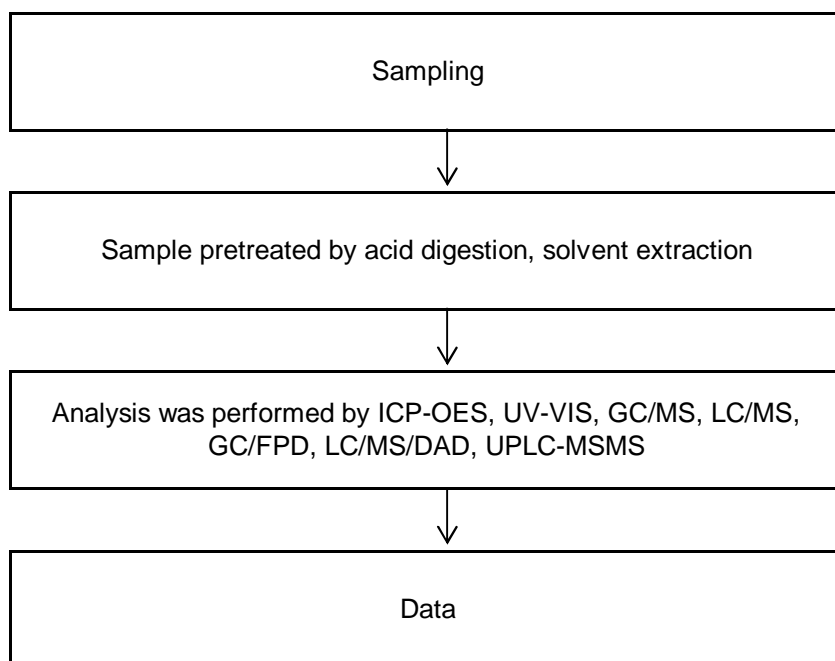 Sampling
Sample pretreated by acid digestion, solvent extraction
Analysis was performed by ICP-OES, UV-VIS, GC/MS, LC/MS,
GC/FPD, LC/MS/DAD, UPLC-MSMS
Data